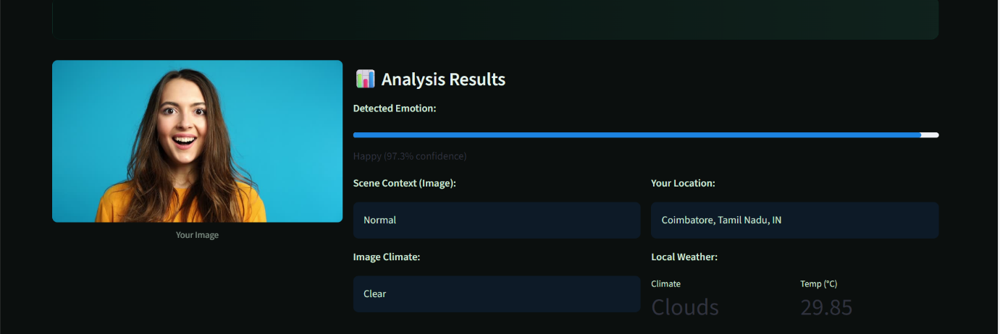 Analysis Results
Detected Emotion:
Happy (97.3% confidence)
Scene Context (Image):
Your Location:
Normal
Coimbatore, Tamil Nadu, IN
Your Image
Image Climate:
Local Weather:
Climate
Temp (°C)
Clear
Clouds
29.85